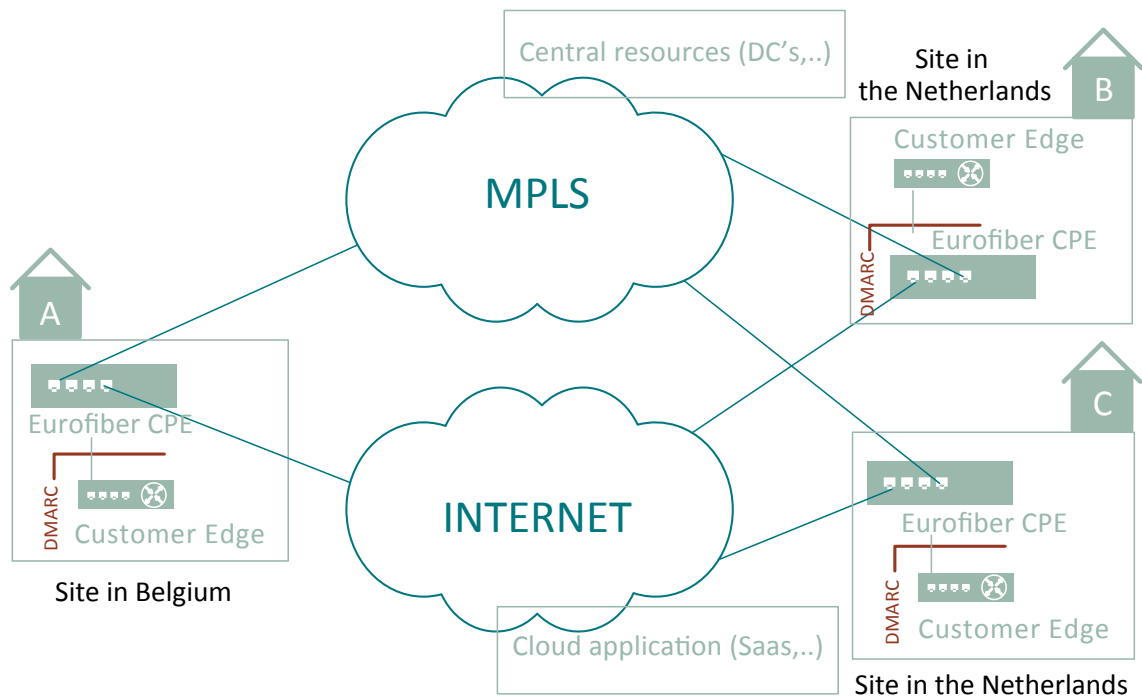 Central resources (DC's,..)
Site in
the Netherlands
B
Customer Edge
MPLS
DMARC
Eurofiber CPE
A
Eurofiber CPE
DMARC
Customer Edge
Site in Belgium
INTERNET
C
Eurofiber CPE
DMARC
Customer Edge
Cloud application (Saas,..)
Site in the Netherlands